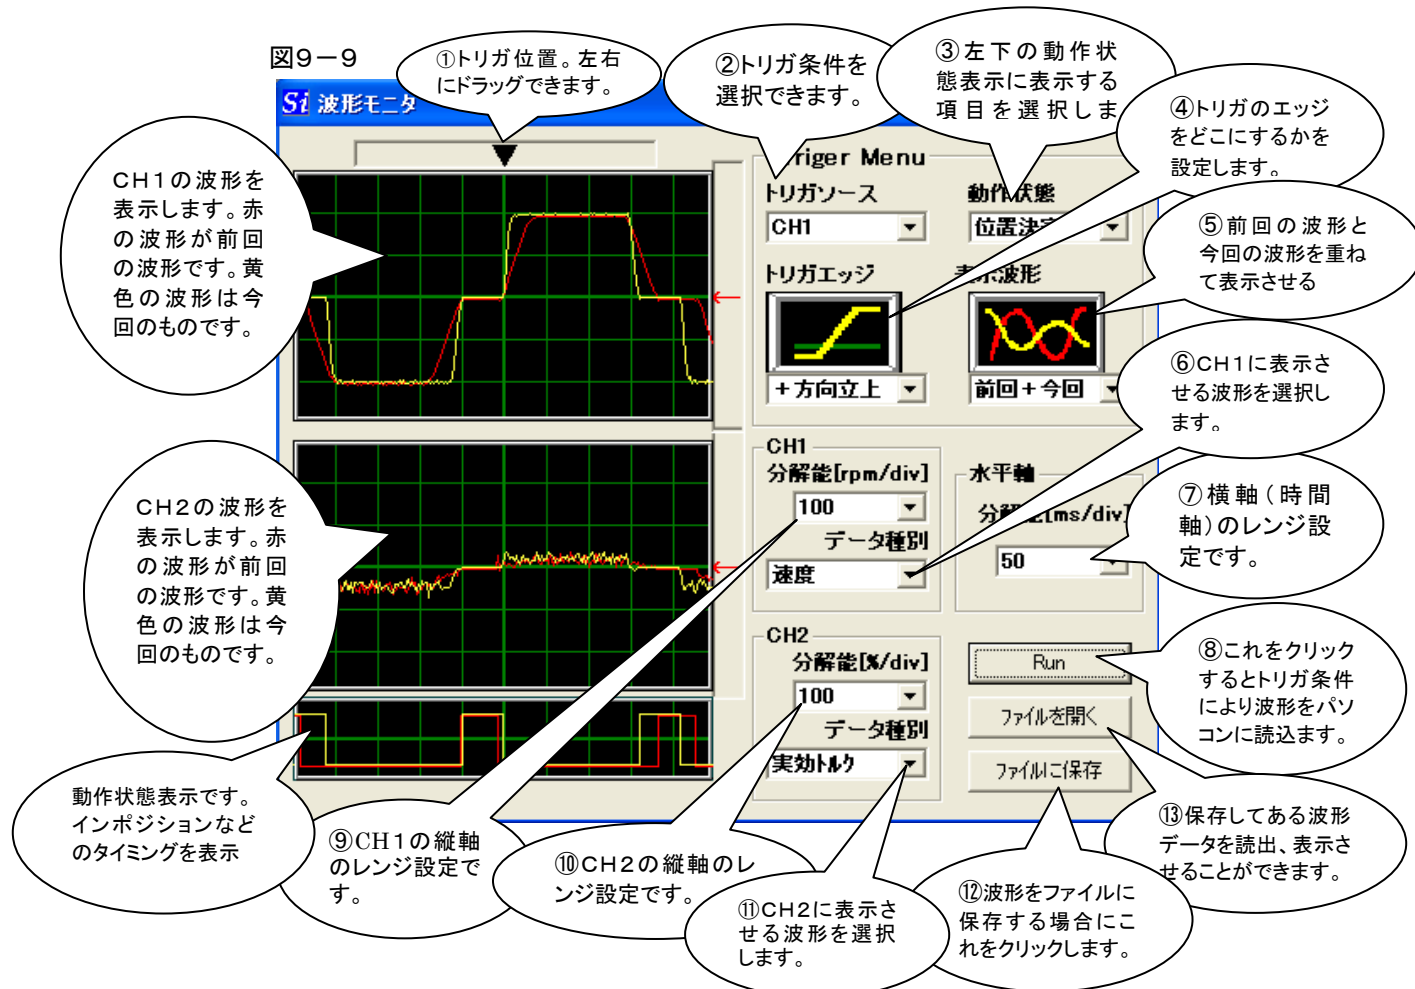 図9－9
①トリガ位置。左右
にドラッグできます。
②トリガ条件を
選択できます。
③左下の動作状
態表示に表示する
項目を選択しま
④トリガのエッジ
をどこにするかを
設定します。
⑤前回の波形と
今回の波形を重ね
て表示させる
⑥CH1に表示さ
せる波形を選択し
ます。
⑦横軸（時間
軸）のレンジ設
定です。
⑧これをクリック
するとトリガ条件
により波形をパソ
コンに読込ます。
⑬保存してある波形
データを読出、表示さ
せることができます。
⑫波形をファイルに
保存する場合にこ
れをクリックします。
⑪CH2に表示さ
せる波形を選択
します。
⑩CH2の縦軸のレ
ンジ設定です。
⑨CH1の縦軸
のレンジ設定で
す。
動作状態表示です。
インポジションなど
のタイミングを表示
CH1の波形を
表示します。赤
の波形が前回
の波形です。黄
色の波形は今
回のものです。
CH2の波形を
表示します。赤
の波形が前回
の波形です。黄
色の波形は今
回のものです。
Si 波形モニタ
riger Menu
トリガソース
動作状態
CH1
位置決
トリガエッジ
表示波形
＋方向立上
前回＋今回
CH1
分解能[rpm/div]
100
データ種別
速度
水平軸
分解能[ms/div]
50
CH2
分解能[%/div]
100
データ種別
実効トルク
Run
ファイルを開く
ファイルに保存